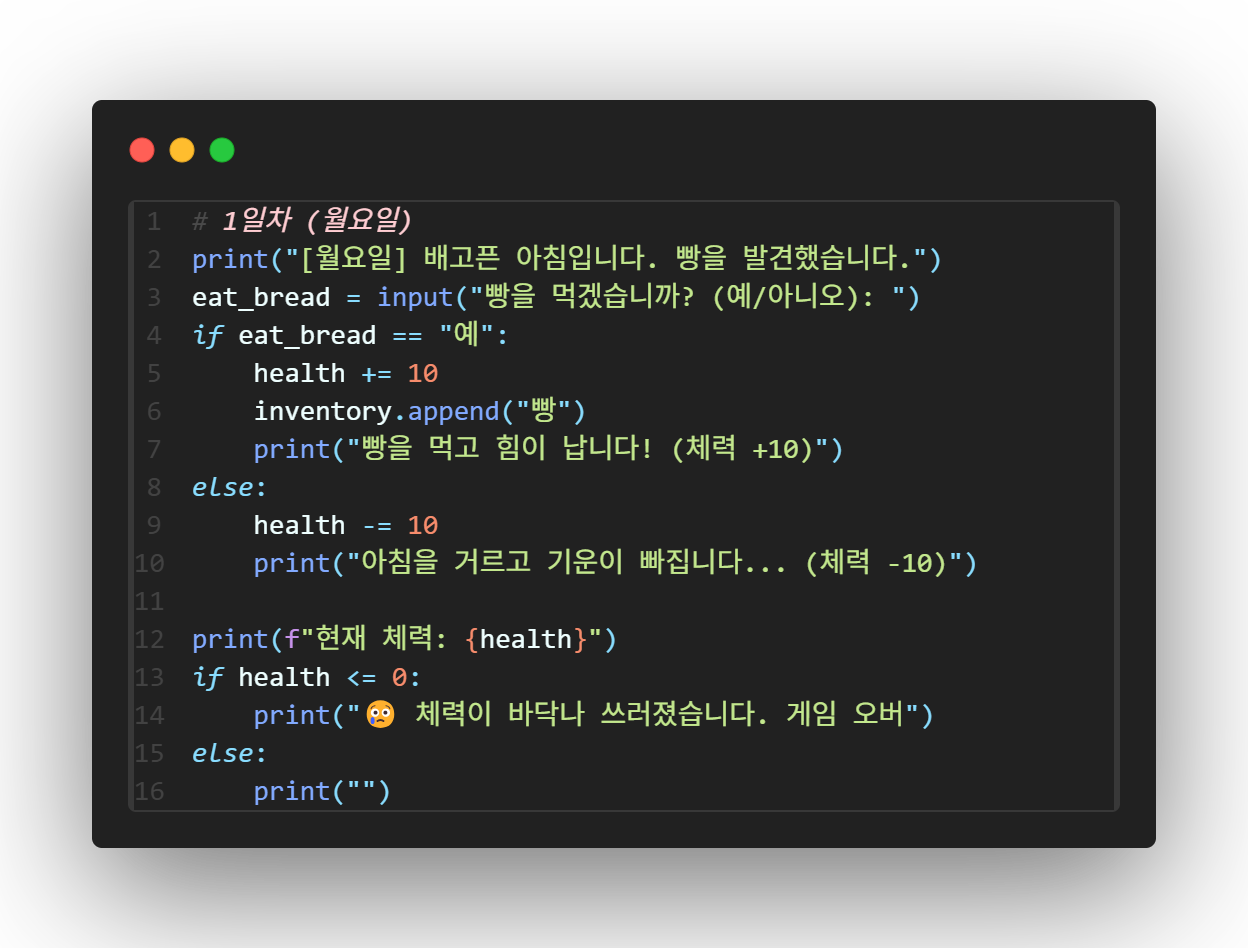 1 # 1일차 (월요일)
2 print("[월요일] 배고픈 아침입니다. 빵을 발견했습니다.")
3 eat_bread = input("빵을 먹겠습니까? (예/아니오): ")
4 if eat_bread == "예":
5     health += 10
6     inventory.append("빵")
7     print("빵을 먹고 힘이 납니다! (체력 +10)")
8 else:
9     health -= 10
10     print("아침을 거르고 기운이 빠집니다... (체력 -10)")
11
12 print(f"현재 체력: {health}")
13 if health <= 0:
14     print("😢 체력이 바닥나 쓰러졌습니다. 게임 오버")
15 else:
16     print("")